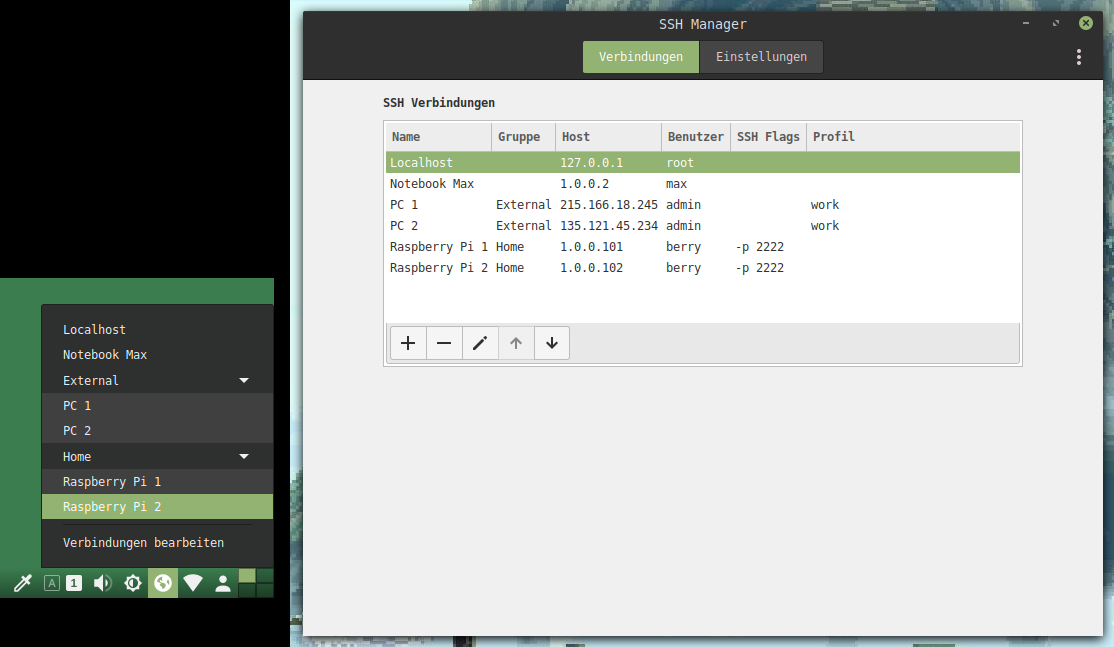 SSH Manager
Verbindungen Einstellungen
SSH Verbindungen
Name Gruppe Host Benutzer SSH Flags Profil
Localhost 127.0.0.1 root
Notebook Max 1.0.0.2 max
PC 1 External 215.166.18.245 admin work
PC 2 External 135.121.45.234 admin work
Raspberry Pi 1 Home 1.0.0.101 berry -p 2222
Raspberry Pi 2 Home 1.0.0.102 berry -p 2222
Localhost
Notebook Max
External
PC 1
PC 2
Home
Raspberry Pi 1
Raspberry Pi 2
Verbindungen bearbeiten
A 1